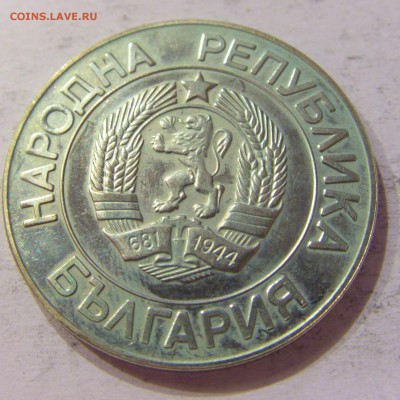 COINS.LAVE.RU
НАРОДНА РЕПУБЛИКА
681 1944
БЪЛГАРИЯ